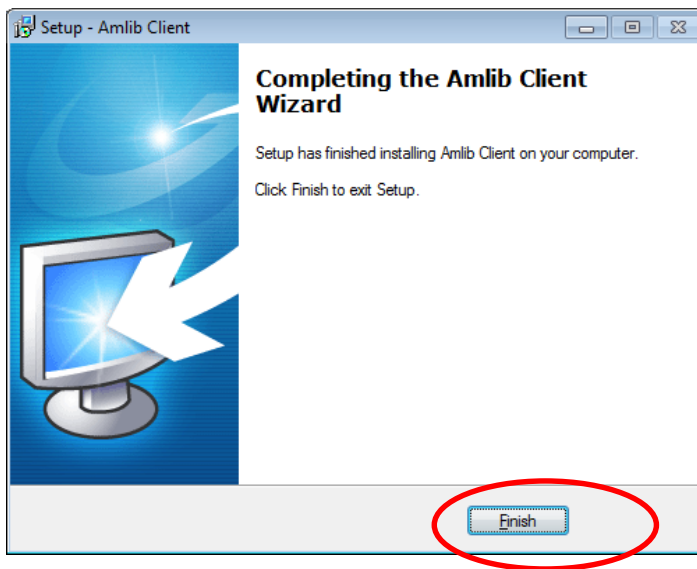 Setup - Amlib Client
Completing the Amlib Client
Wizard
Setup has finished installing Amlib Client on your computer.
Click Finish to exit Setup.
Finish